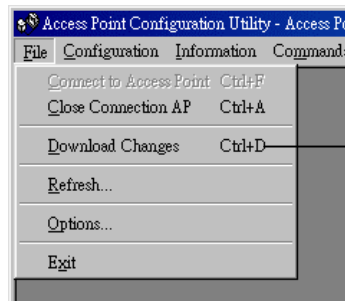 Access Point Configuration Utility - Access Po
File Configuration Information Command
Connect to Access Point Ctrl+F
Close Connection AP Ctrl+A
Download Changes Ctrl+D
Refresh...
Options...
Exit